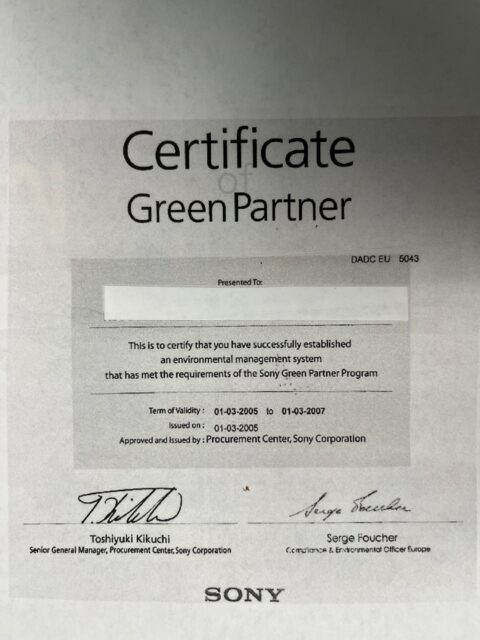 Certificate
of
Green Partner
DADC EU 5043
Presented To:
This is to certify that you have successfully established
an environmental management system
that has met the requirements of the Sony Green Partner Program
Term of Validity : 01-03-2005 to 01-03-2007
Issued on : 01-03-2005
Approved and Issued by : Procurement Center, Sony Corporation
T. Kikuchi
Serge Foucher
Toshiyuki Kikuchi
Serge Foucher
Senior General Manager, Procurement Center, Sony Corporation
Compliance & Environmental Officer Europe
SONY